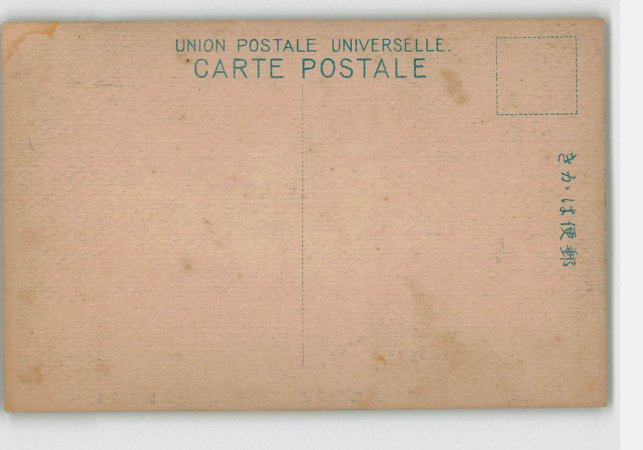 UNION POSTALE UNIVERSELLE.
CARTE POSTALE
きかは便郵